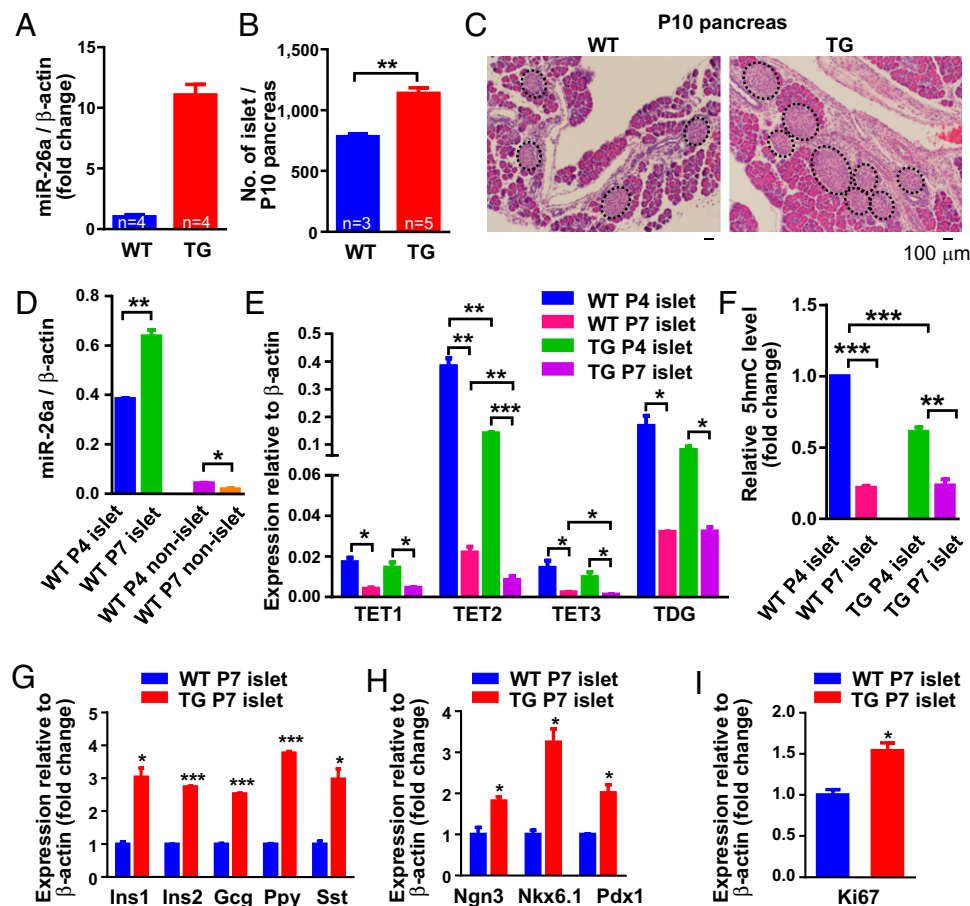 A
miR-26a / β-actin
(fold change)
15
10
5
0
n=4
n=4
WT
TG
B
No. of islet /
P10 pancreas
1,500
1,000
500
0
**
n=3
n=5
WT
TG
C
P10 pancreas
WT
TG
100 μm
D
miR-26a / β-actin
0.8
0.6
0.4
0.2
0.0
**
*
WT P4 islet
WT P7 islet
WT P4 non-islet
WT P7 non-islet
E
Expression relative to β-actin
0.5
0.4
0.3
0.2
0.1
0.06
0.04
0.02
0.00
WT P4 islet
WT P7 islet
TG P4 islet
TG P7 islet
*
*
**
**
**
***
*
*
*
*
*
TET1
TET2
TET3
TDG
F
Relative 5hmC level
(fold change)
1.5
1.0
0.5
0.0
***
***
**
WT P4 islet
WT P7 islet
TG P4 islet
TG P7 islet
G
Expression relative to
β-actin (fold change)
5
4
3
2
1
0
WT P7 islet
TG P7 islet
*
***
***
***
*
Ins1 Ins2 Gcg Ppy Sst
H
Expression relative to
β-actin (fold change)
4
3
2
1
0
WT P7 islet
TG P7 islet
*
*
*
Ngn3 Nkx6.1 Pdx1
I
Expression relative to
β-actin (fold change)
2.0
1.5
1.0
0.5
0.0
WT P7 islet
TG P7 islet
*
Ki67